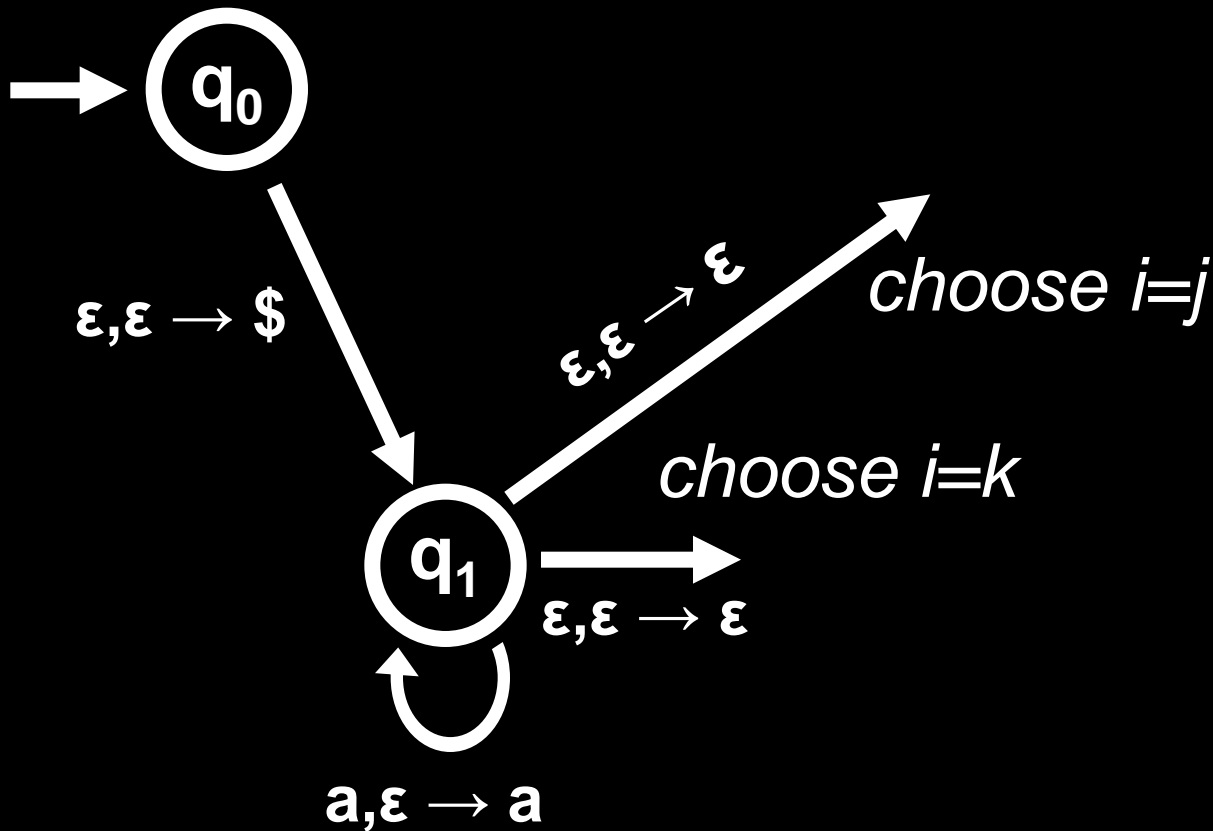 q₀
ε,ε → $
ε,ε → ε
choose i=j
choose i=k
q₁
ε,ε → ε
a,ε → a